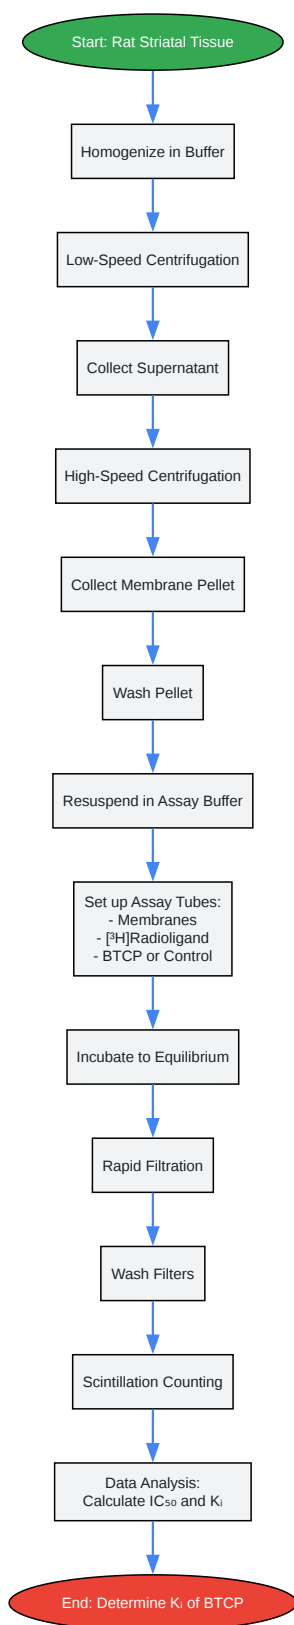 Start: Rat Striatal Tissue
Homogenize in Buffer
Low-Speed Centrifugation
Collect Supernatant
High-Speed Centrifugation
Collect Membrane Pellet
Wash Pellet
Resuspend in Assay Buffer
Set up Assay Tubes:
- Membranes
- [³H]Radioligand
- BTCP or Control
Incubate to Equilibrium
Rapid Filtration
Wash Filters
Scintillation Counting
Data Analysis:
Calculate IC₅₀ and Kᵢ
End: Determine Kᵢ of BTCP